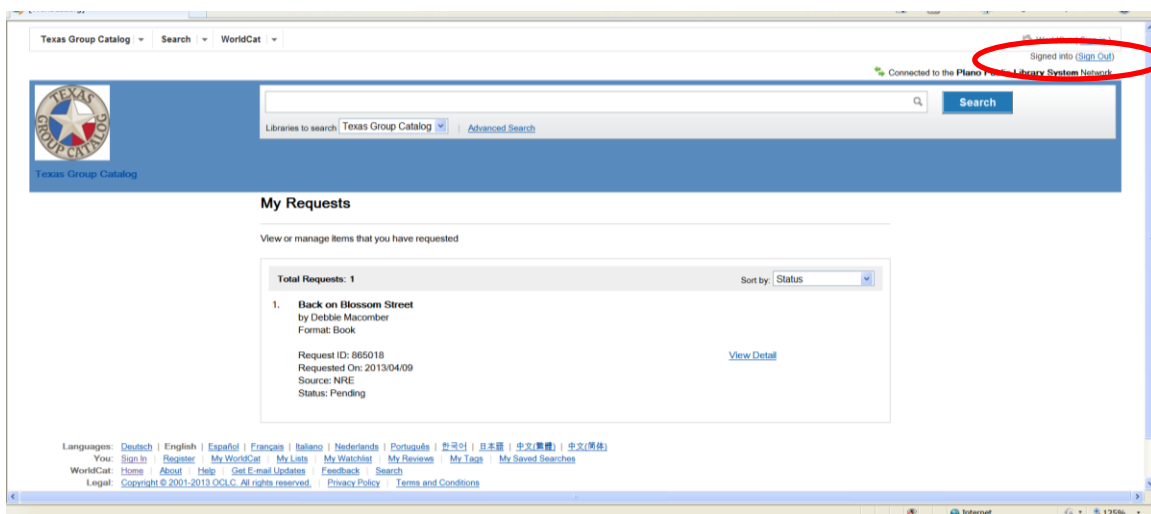 Texas Group Catalog Search WorldCat
Signed into (Sign Out)
Connected to the Plano Public Library System Network
TEXAS GROUP CATALOG
Search
Libraries to search Texas Group Catalog | Advanced Search
Texas Group Catalog
My Requests
View or manage items that you have requested
Total Requests: 1 Sort by: Status
1. Back on Blossom Street
by Debbie Macomber
Format: Book
Request ID: 865018 View Detail
Requested On: 2013/04/09
Source: NRE
Status: Pending
Languages: Deutsch | English | Español | Français | Italiano | Nederlands | Português | 한국어 | 日本語 | 中文(繁體) | 中文(简体)
You: Sign In | Register | My WorldCat | My Lists | My Watchlist | My Reviews | My Tags | My Saved Searches
WorldCat: Home | About | Help | Get E-mail Updates | Feedback | Search
Legal: Copyright © 2001-2013 OCLC. All rights reserved. | Privacy Policy | Terms and Conditions
Internet 125%